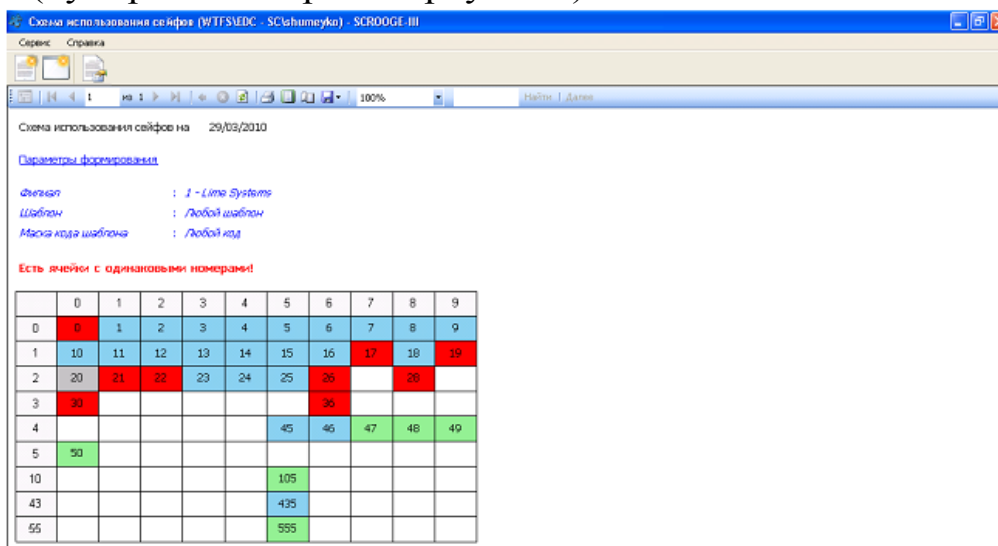 Схема использования сейфов (WTFS\EDC - SC\shumeyko) - SCROOGE-III
Сервис Справка
1 из 1 100% Найти | Далее
Схема использования сейфов на 29/03/2010
Параметры формирования
Филиал : 1 - Lime Systems
Шаблон : Любой шаблон
Маска кода шаблона : Любой код
Есть ячейки с одинаковыми номерами!
0 1 2 3 4 5 6 7 8 9
0 0 1 2 3 4 5 6 7 8 9
1 10 11 12 13 14 15 16 17 18 19
2 20 21 22 23 24 25 26 28
3 30 36
4 45 46 47 48 49
5 50
10 105
43 435
55 555